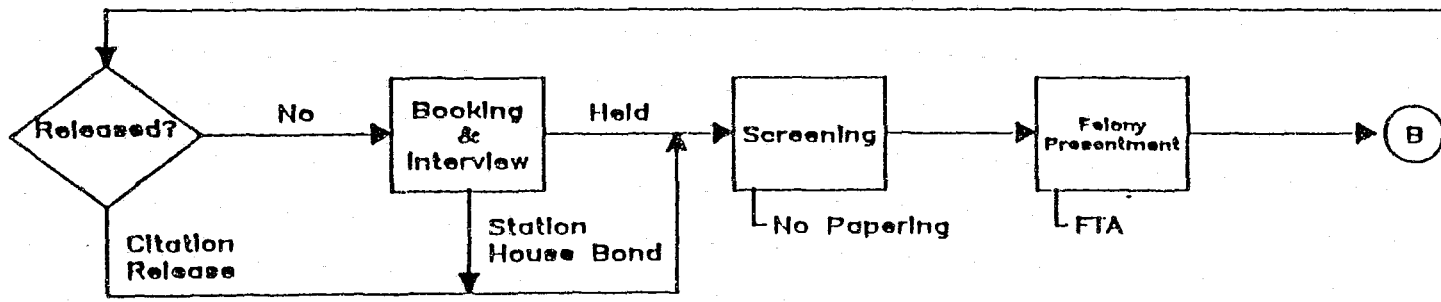 Released?
No
Booking
&
Interview
Held
Screening
Felony
Presentment
B
Citation
Release
Station
House Bond
No Papering
FTA